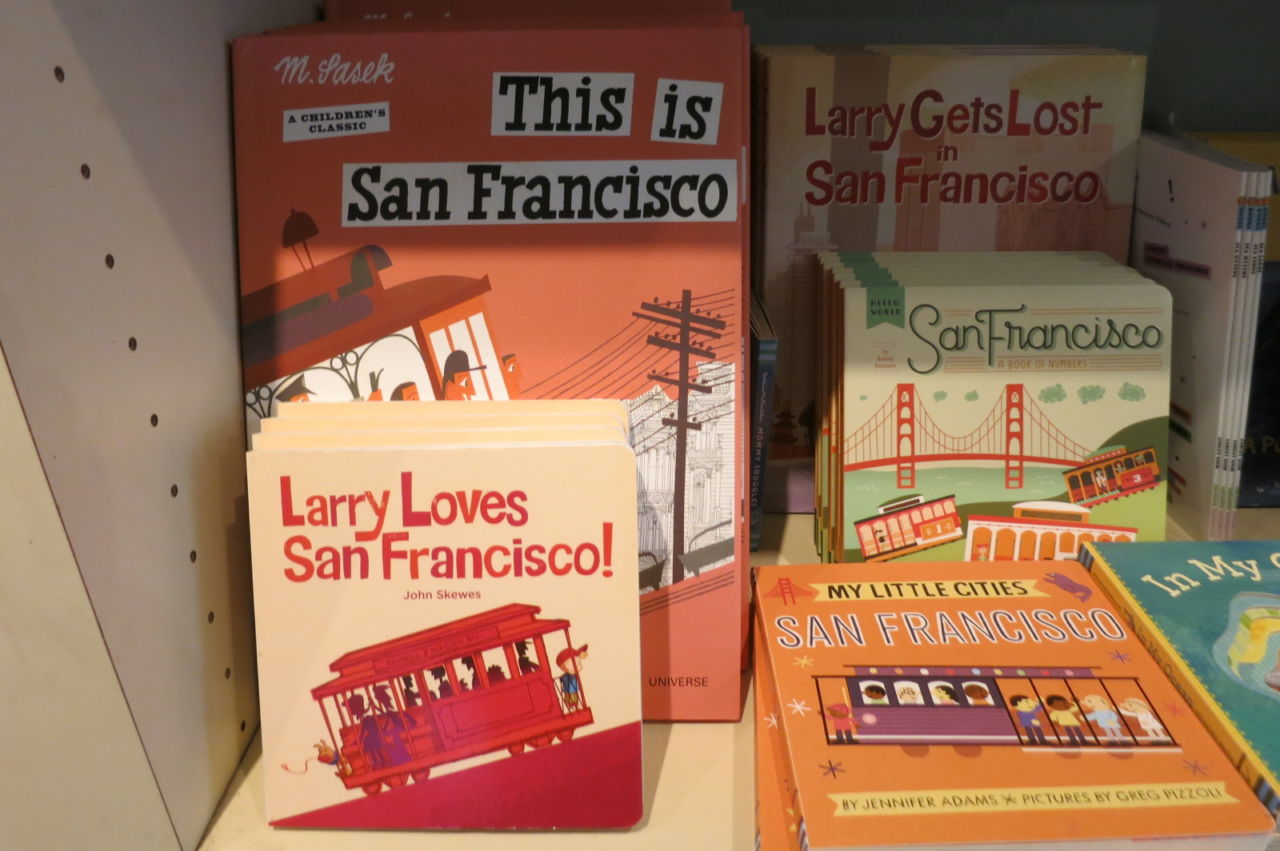 M. Sasek
A CHILDREN'S
CLASSIC
This is
San Francisco
UNIVERSE
Larry Gets Lost
in
San Francisco
HELLO
WORLD
San Francisco
A BOOK OF NUMBERS
3
Larry Loves
San Francisco!
John Skewes
MY LITTLE CITIES
SAN FRANCISCO
BY JENNIFER ADAMS * PICTURES BY GREG PIZZOLI
In My